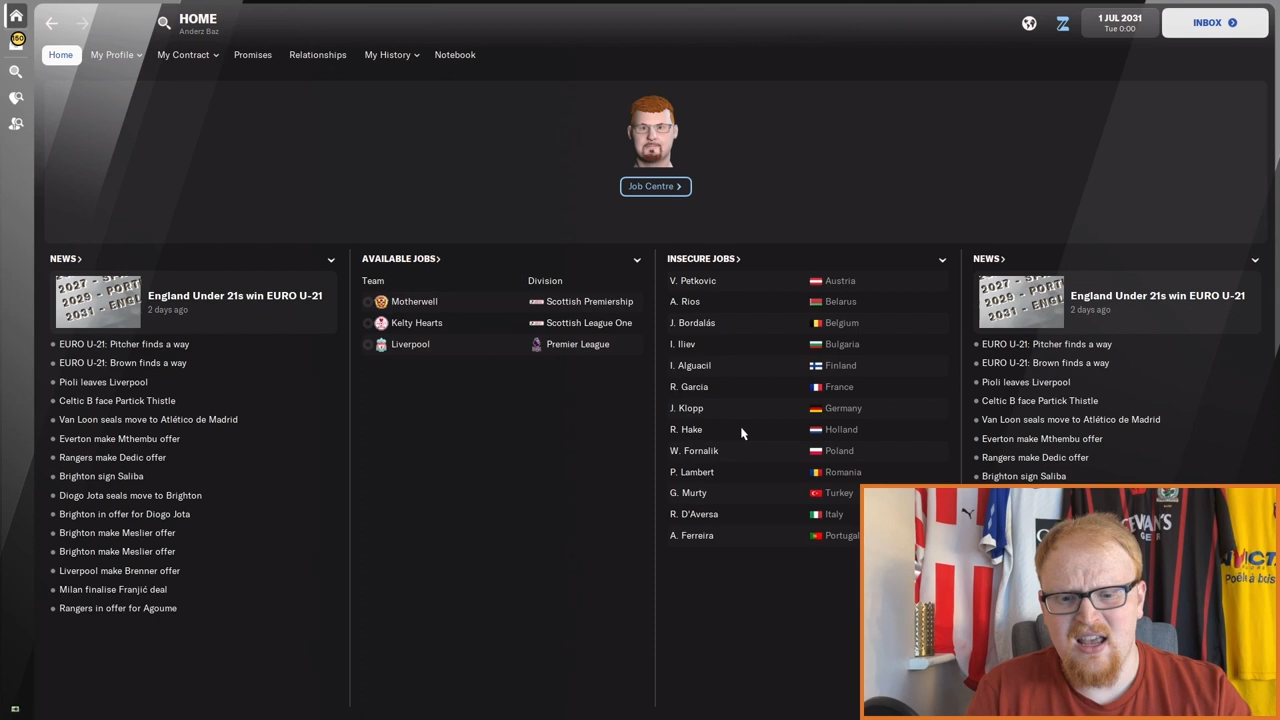 HOME
Anderz Baz
1 JUL 2031
Tue 0:00
INBOX
150
Home
My Profile
My Contract
Promises
Relationships
My History
Notebook
Job Centre
NEWS
England Under 21s win EURO U-21
2 days ago
EURO U-21: Pitcher finds a way
EURO U-21: Brown finds a way
Pioli leaves Liverpool
Celtic B face Partick Thistle
Van Loon seals move to Atlético de Madrid
Everton make Mthembu offer
Rangers make Dedic offer
Brighton sign Saliba
Diogo Jota seals move to Brighton
Brighton in offer for Diogo Jota
Brighton make Meslier offer
Brighton make Meslier offer
Liverpool make Brenner offer
Milan finalise Franjić deal
Rangers in offer for Agoume
AVAILABLE JOBS
Team Division
Motherwell Scottish Premiership
Kelty Hearts Scottish League One
Liverpool Premier League
INSECURE JOBS
V. Petkovic Austria
A. Rios Belarus
J. Bordalás Belgium
I. Iliev Bulgaria
I. Alguacil Finland
R. Garcia France
J. Klopp Germany
R. Hake Holland
W. Fornalik Poland
P. Lambert Romania
G. Murty Turkey
R. D'Aversa Italy
A. Ferreira Portugal
NEWS
England Under 21s win EURO U-21
2 days ago
EURO U-21: Pitcher finds a way
EURO U-21: Brown finds a way
Pioli leaves Liverpool
Celtic B face Partick Thistle
Van Loon seals move to Atlético de Madrid
Everton make Mthembu offer
Rangers make Dedic offer
Brighton sign Saliba